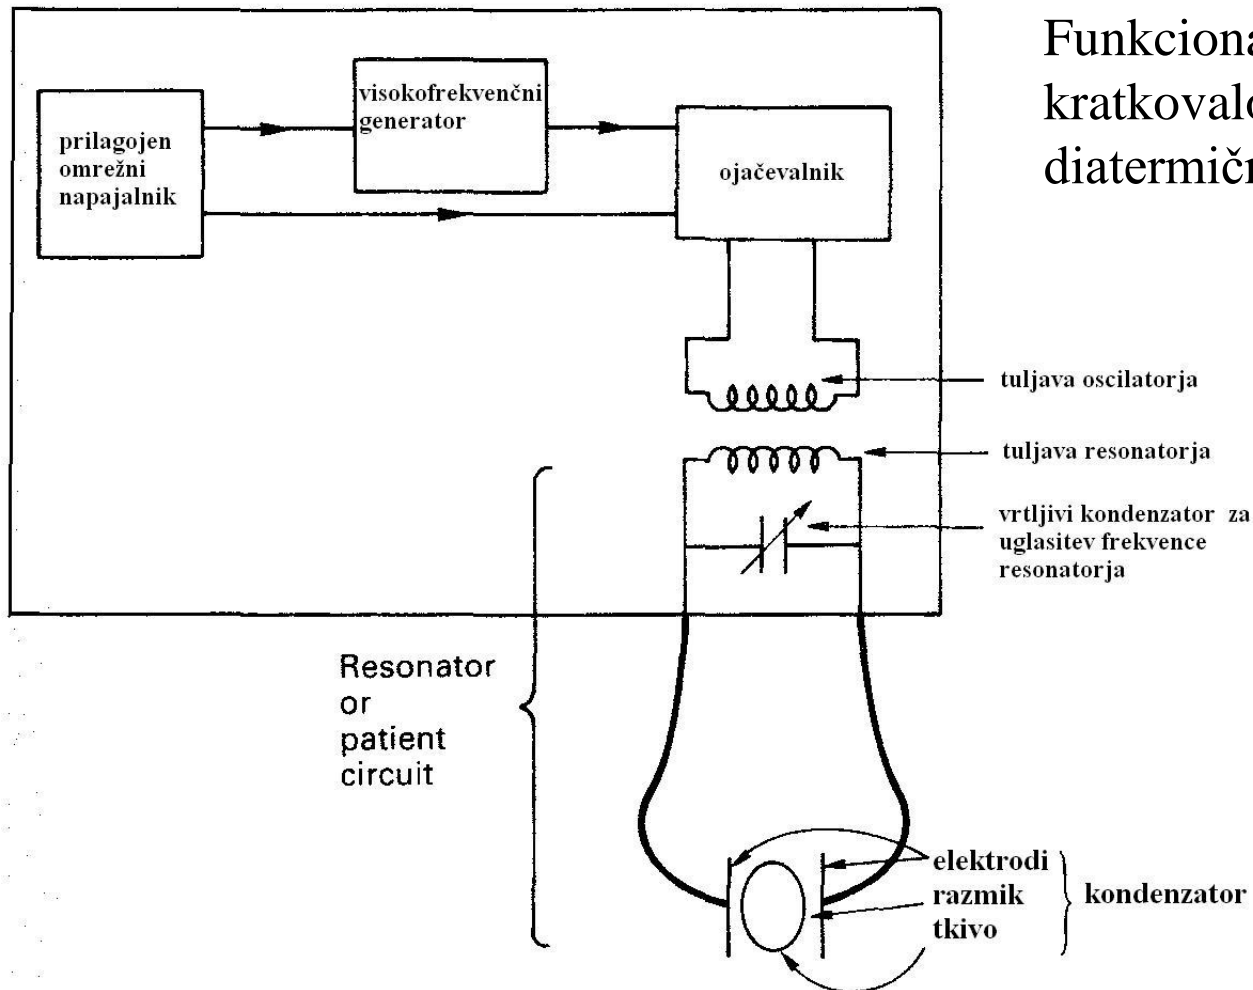 Funkciona
kratkovalo
diatermičn
visokofrekvenčni
generator
prilagojen
omrežni
napajalnik
ojačevalnik
tuljava oscilatorja
tuljava resonatorja
vrtljivi kondenzator za
uglasitev frekvence
resonatorja
Resonator
or
patient
circuit
elektrodi
razmik
tkivo
kondenzator